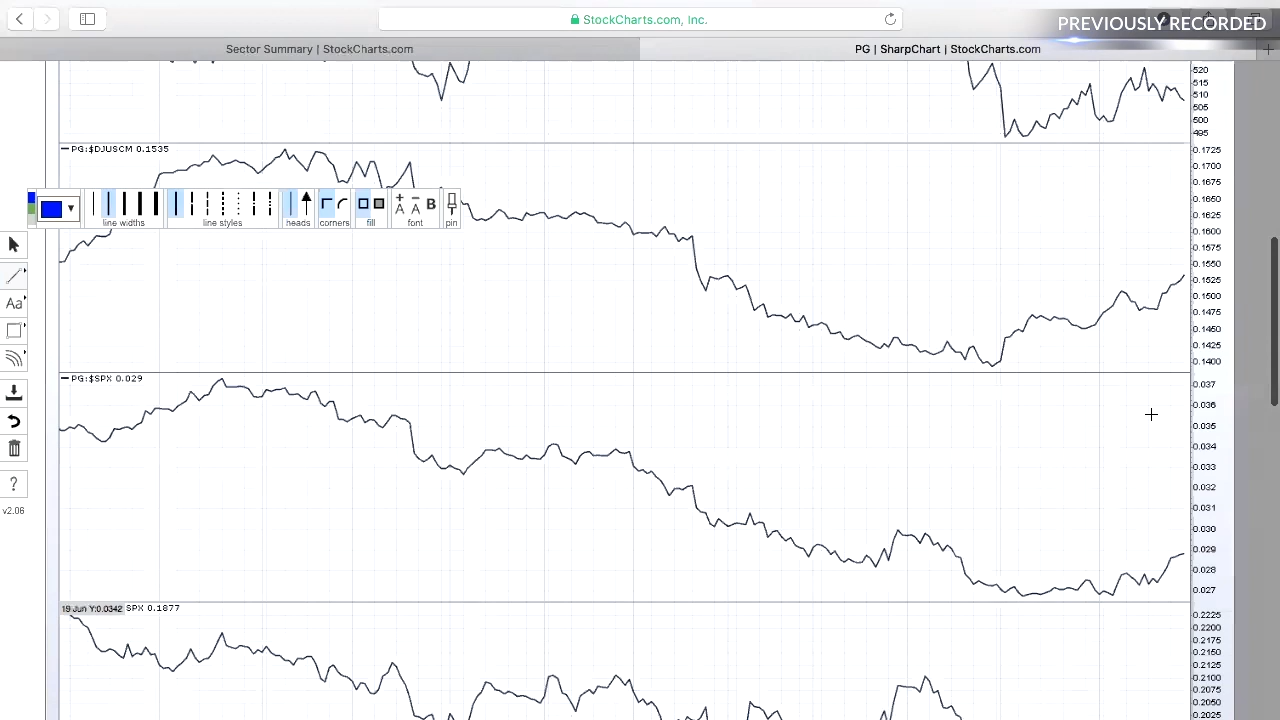 StockCharts.com, Inc.
PREVIOUSLY RECORDED
Sector Summary | StockCharts.com
PG | SharpChart | StockCharts.com
520
515
510
505
500
495
PG:$DJUSCM 0.1535
0.1725
0.1700
0.1675
0.1650
0.1625
0.1600
0.1575
0.1550
0.1525
0.1500
0.1475
0.1450
0.1425
0.1400
line widths
line styles
heads
corners
fill
A A B
font
pin
Aa
?
v2.06
PG:$SPX 0.029
0.037
0.036
0.035
0.034
0.033
0.032
0.031
0.030
0.029
0.028
0.027
19 Jun Y:0.0342 SPX 0.1877
0.2225
0.2200
0.2175
0.2150
0.2125
0.2100
0.2075
0.2050
0.2025